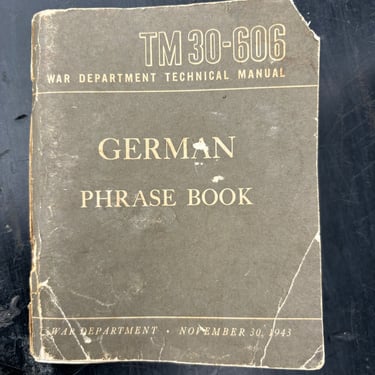 TM 30-606
WAR DEPARTMENT TECHNICAL MANUAL
GERMAN
PHRASE BOOK
WAR DEPARTMENT • NOVEMBER 30, 1943